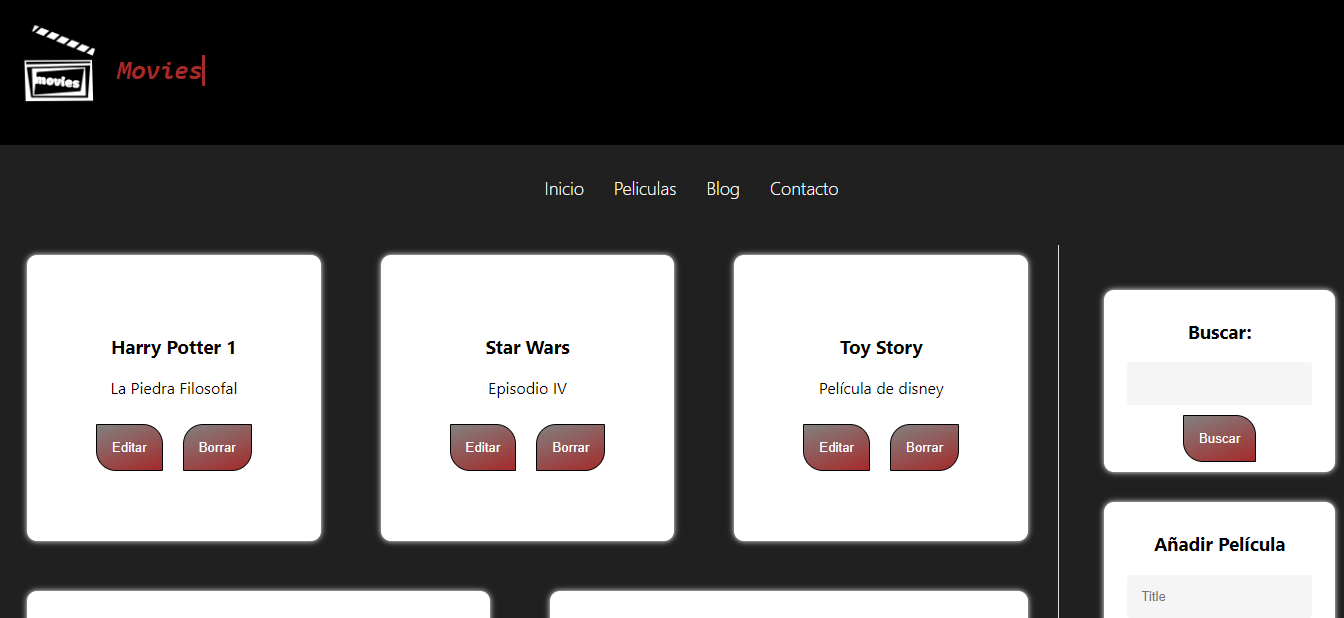 movies
Movies
Inicio Peliculas Blog Contacto
Harry Potter 1
La Piedra Filosofal
Editar Borrar
Star Wars
Episodio IV
Editar Borrar
Toy Story
Película de disney
Editar Borrar
Buscar:
Buscar
Añadir Película
Title